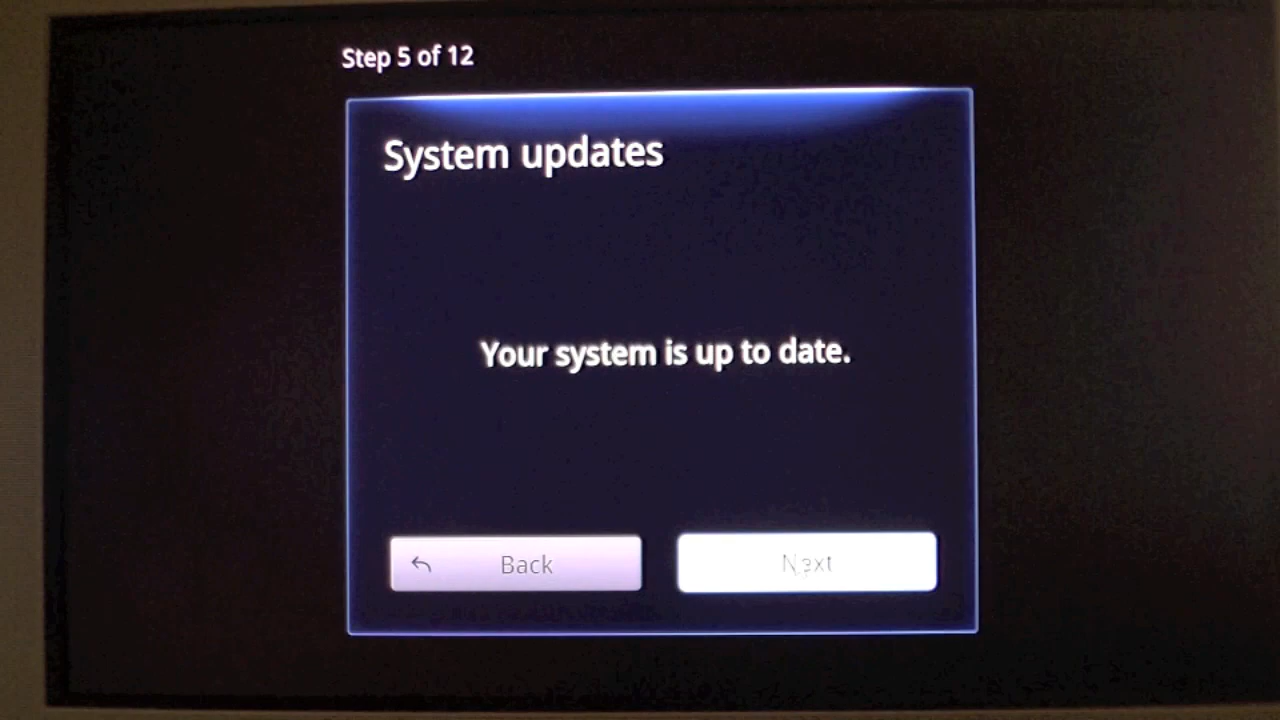 Step 5 of 12
System updates
Your system is up to date.
Back
Next